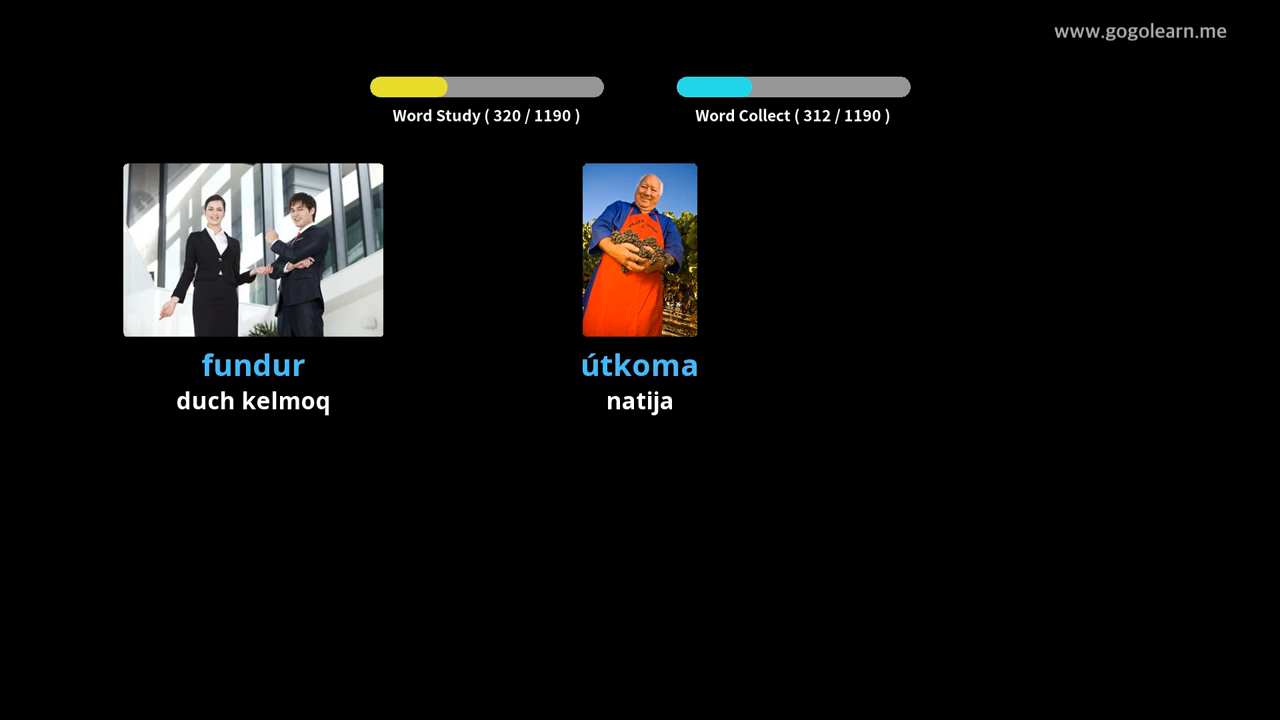 www.gogolearn.me
Word Study ( 320 / 1190 )
Word Collect ( 312 / 1190 )
fundur
duch kelmoq
útkoma
natija